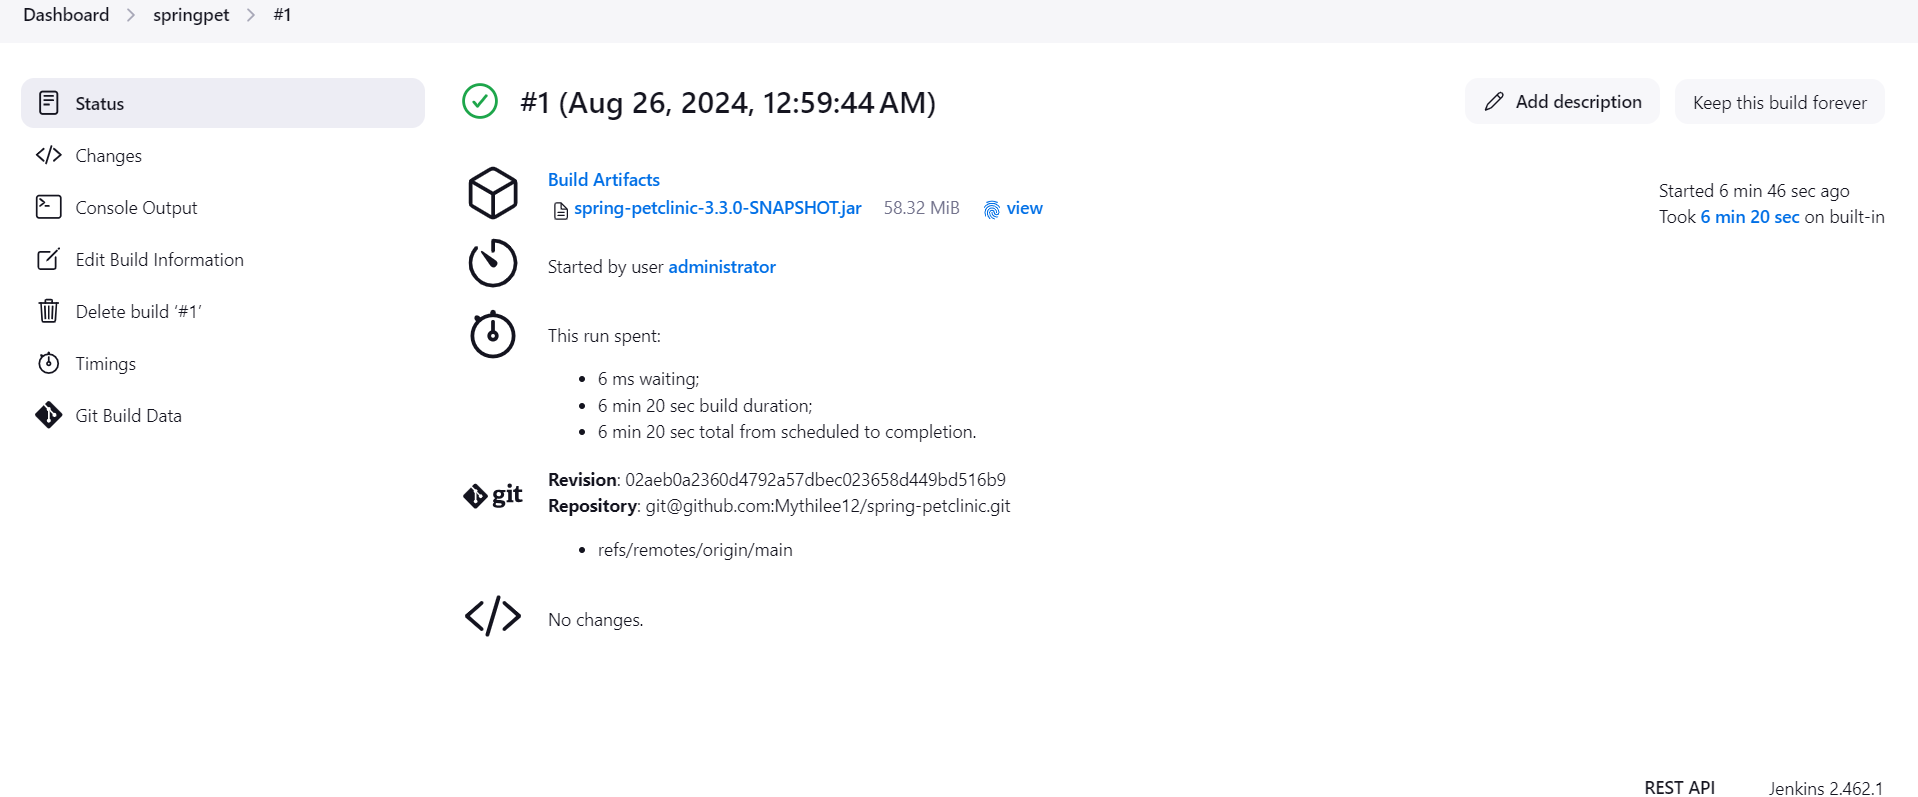 Dashboard > springpet > #1
Status
Changes
Console Output
Edit Build Information
Delete build ‘#1’
Timings
Git Build Data
#1 (Aug 26, 2024, 12:59:44 AM)
Add description
Keep this build forever
Build Artifacts
spring-petclinic-3.3.0-SNAPSHOT.jar 58.32 MiB view
Started 6 min 46 sec ago
Took 6 min 20 sec on built-in
Started by user administrator
This run spent:
• 6 ms waiting;
• 6 min 20 sec build duration;
• 6 min 20 sec total from scheduled to completion.
git
Revision: 02aeb0a2360d4792a57dbec023658d449bd516b9
Repository: git@github.com:Mythilee12/spring-petclinic.git
• refs/remotes/origin/main
No changes.
REST API
Jenkins 2.462.1